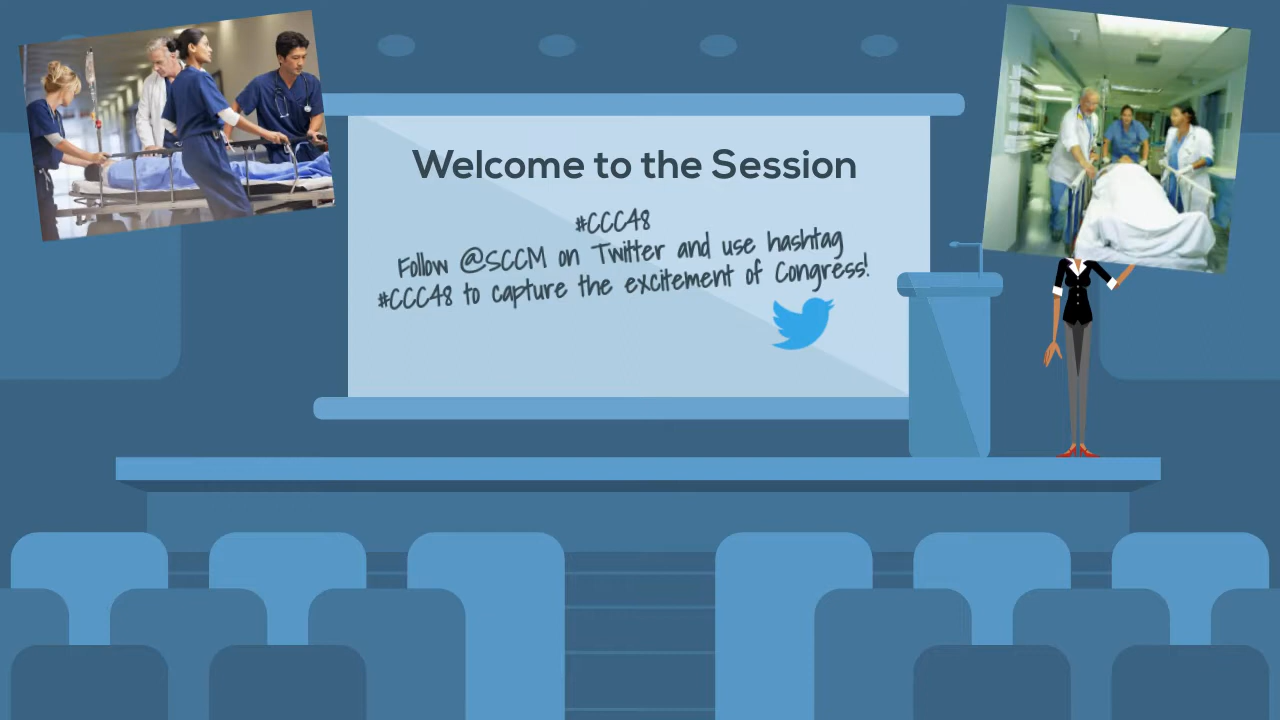 Welcome to the Session
#CCC48
Follow @SCCM on Twitter and use hashtag
#CCC48 to capture the excitement of Congress!